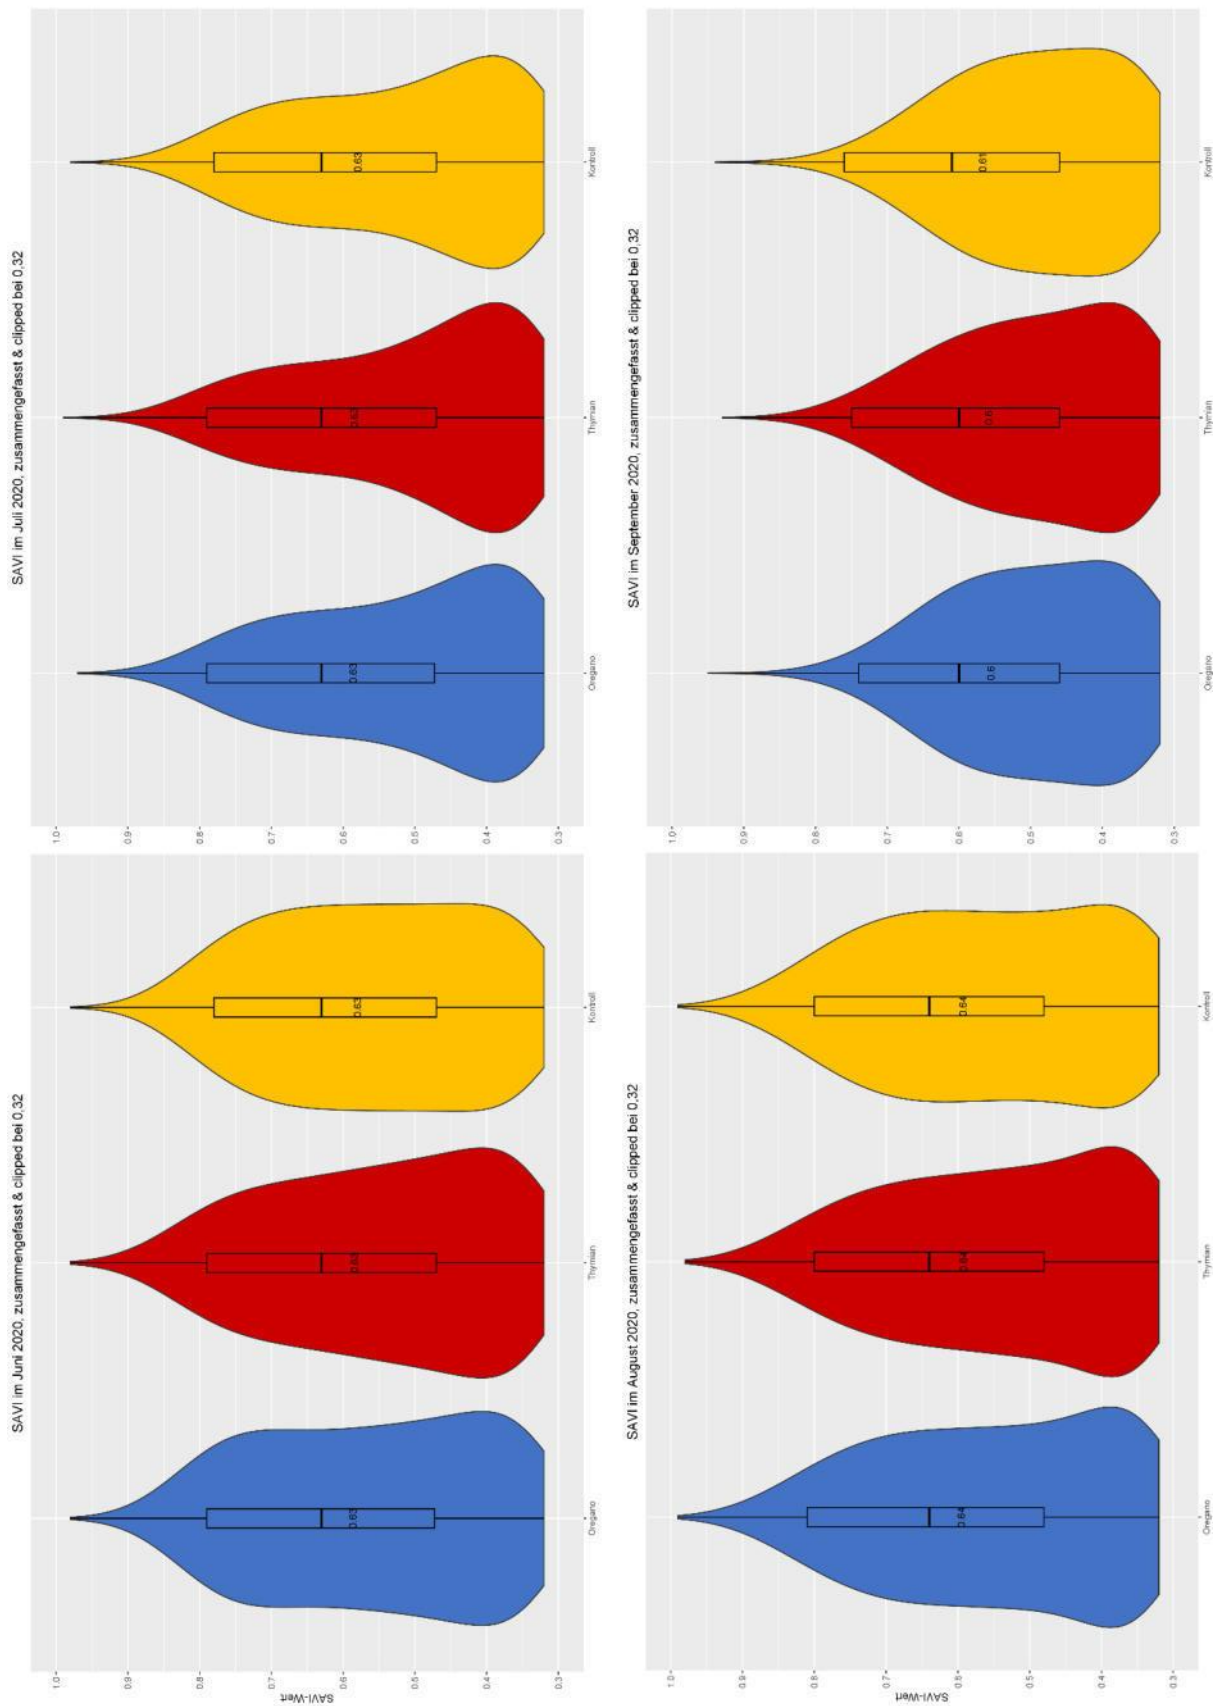 SAVI im Juni 2020, zusammengefasst & clipped bei 0,32
SAVI-Wert
1.0
0.9
0.8
0.7
0.6
0.5
0.4
0.3
0.63
0.63
0.63
Oregano
Thymian
Kontroll
SAVI im Juli 2020, zusammengefasst & clipped bei 0,32
1.0
0.9
0.8
0.7
0.6
0.5
0.4
0.3
0.63
0.63
0.63
Oregano
Thymian
Kontroll
SAVI im August 2020, zusammengefasst & clipped bei 0,32
SAVI-Wert
1.0
0.9
0.8
0.7
0.6
0.5
0.4
0.3
0.64
0.64
0.64
Oregano
Thymian
Kontroll
SAVI im September 2020, zusammengefasst & clipped bei 0,32
1.0
0.9
0.8
0.7
0.6
0.5
0.4
0.3
0.6
0.6
0.61
Oregano
Thymian
Kontroll